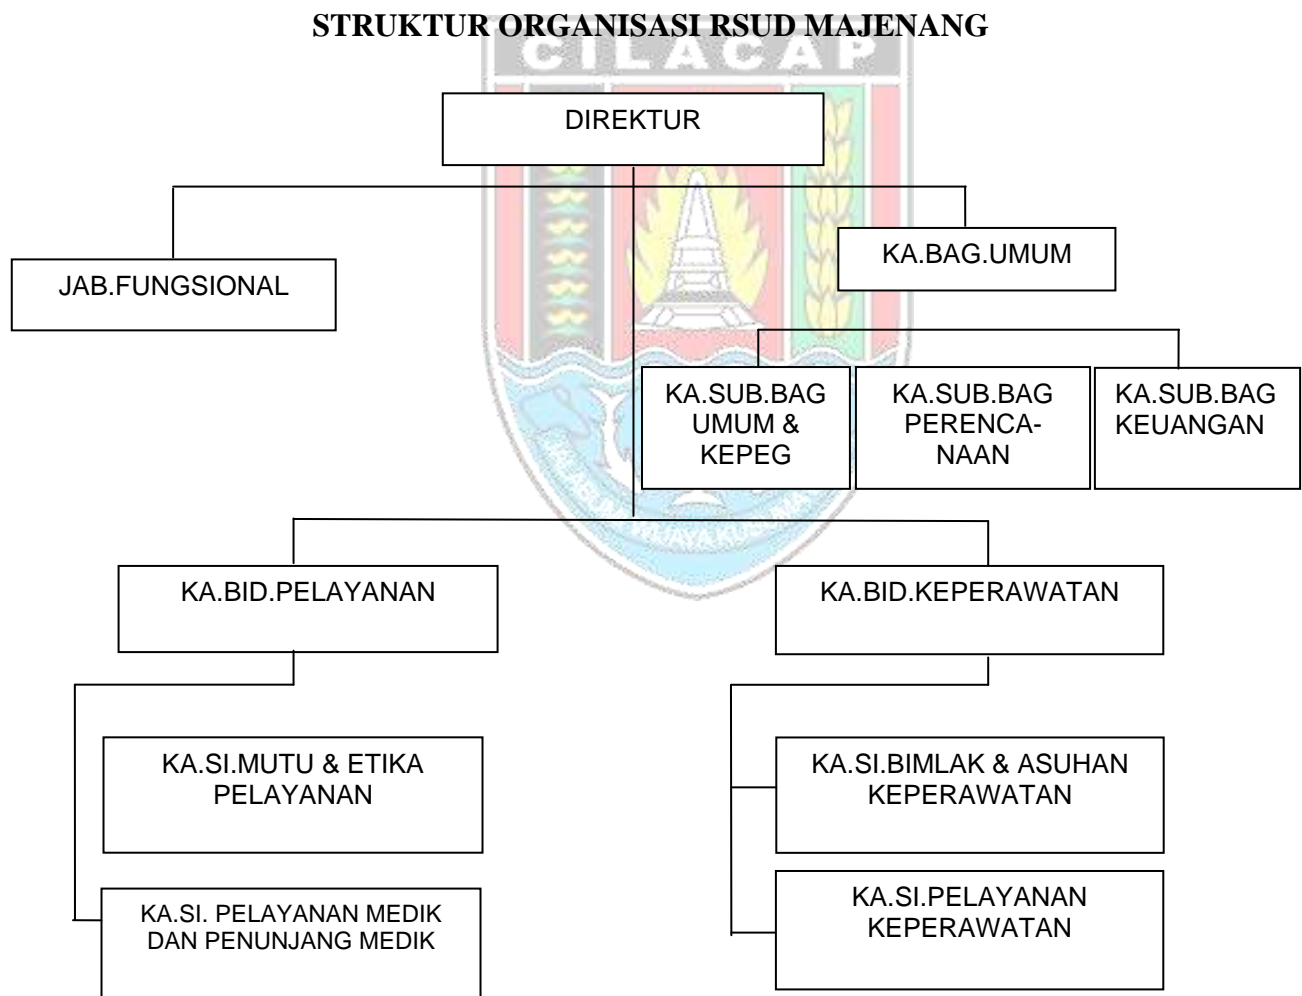 STRUKTUR ORGANISASI RSUD MAJENANG
CILACAP
DIREKTUR
KA.BAG.UMUM
JAB.FUNGSIONAL
KA.SUB.BAG
UMUM &
KEPEG
KA.SUB.BAG
PERENCA-
NAAN
KA.SUB.BAG
KEUANGAN
KA.BID.PELAYANAN
KA.BID.KEPERAWATAN
KA.SI.MUTU & ETIKA
PELAYANAN
KA.SI.BIMLAK & ASUHAN
KEPERAWATAN
KA.SI. PELAYANAN MEDIK
DAN PENUNJANG MEDIK
KA.SI.PELAYANAN
KEPERAWATAN